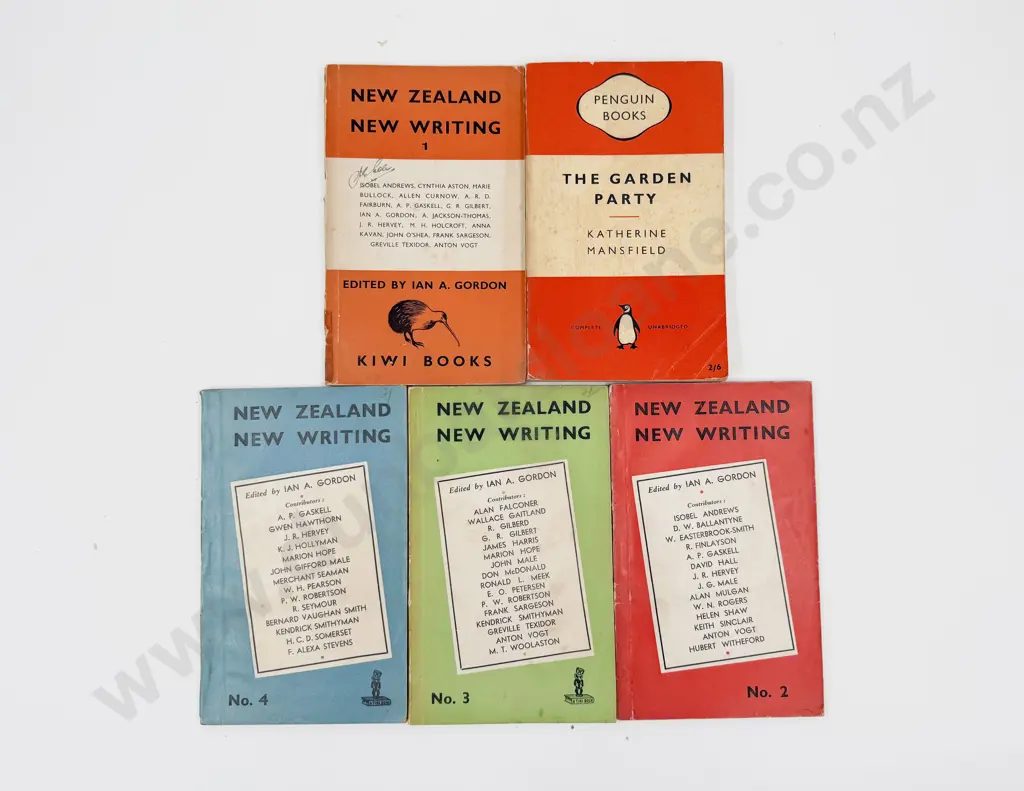 NEW ZEALAND
NEW WRITING
1
ISOBEL ANDREWS, CYNTHIA ASTON, MARIE
BULLOCK, ALLEN CURNOW, A. R. D.
FAIRBURN, A. P. GASKELL, G. R. GILBERT,
IAN A. GORDON, A. JACKSON-THOMAS,
J. R. HERVEY, M. H. HOLCROFT, ANNA
KAVAN, JOHN O'SHEA, FRANK SARGESON,
GREVILLE TEXIDOR, ANTON VOGT
EDITED BY IAN A. GORDON
KIWI BOOKS
PENGUIN
BOOKS
THE GARDEN
PARTY
KATHERINE
MANSFIELD
COMPLETE UNABRIDGED
2/6
NEW ZEALAND
NEW WRITING
Edited by IAN A. GORDON
Contributors:
A. P. GASKELL
GWEN HAWTHORN
J. R. HERVEY
K. J. HOLLYMAN
MARION HOPE
JOHN GIFFORD MALE
MERCHANT SEAMAN
W. H. PEARSON
P. W. ROBERTSON
R. SEYMOUR
BERNARD VAUGHAN SMITH
KENDRICK SMITHYMAN
H. C. D. SOMERSET
F. ALEXA STEVENS
No. 4
NEW ZEALAND
NEW WRITING
Edited by IAN A. GORDON
Contributors:
ALAN FALCONER
WALLACE GAITLAND
R. GILBERD
G. R. GILBERT
JAMES HARRIS
MARION HOPE
JOHN MALE
DON McDONALD
RONALD L. MEEK
E. O. PETERSEN
P. W. ROBERTSON
FRANK SARGESON
KENDRICK SMITHYMAN
GREVILLE TEXIDOR
ANTON VOGT
M. T. WOOLASTON
No. 3
NEW ZEALAND
NEW WRITING
Edited by IAN A. GORDON
Contributors:
ISOBEL ANDREWS
D. W. BALLANTYNE
W. EASTERBROOK-SMITH
R. FINLAYSON
A. P. GASKELL
DAVID HALL
J. R. HERVEY
J. G. MALE
ALAN MULGAN
W. N. ROGERS
HELEN SHAW
KEITH SINCLAIR
ANTON VOGT
HUBERT WITHEFORD
No. 2